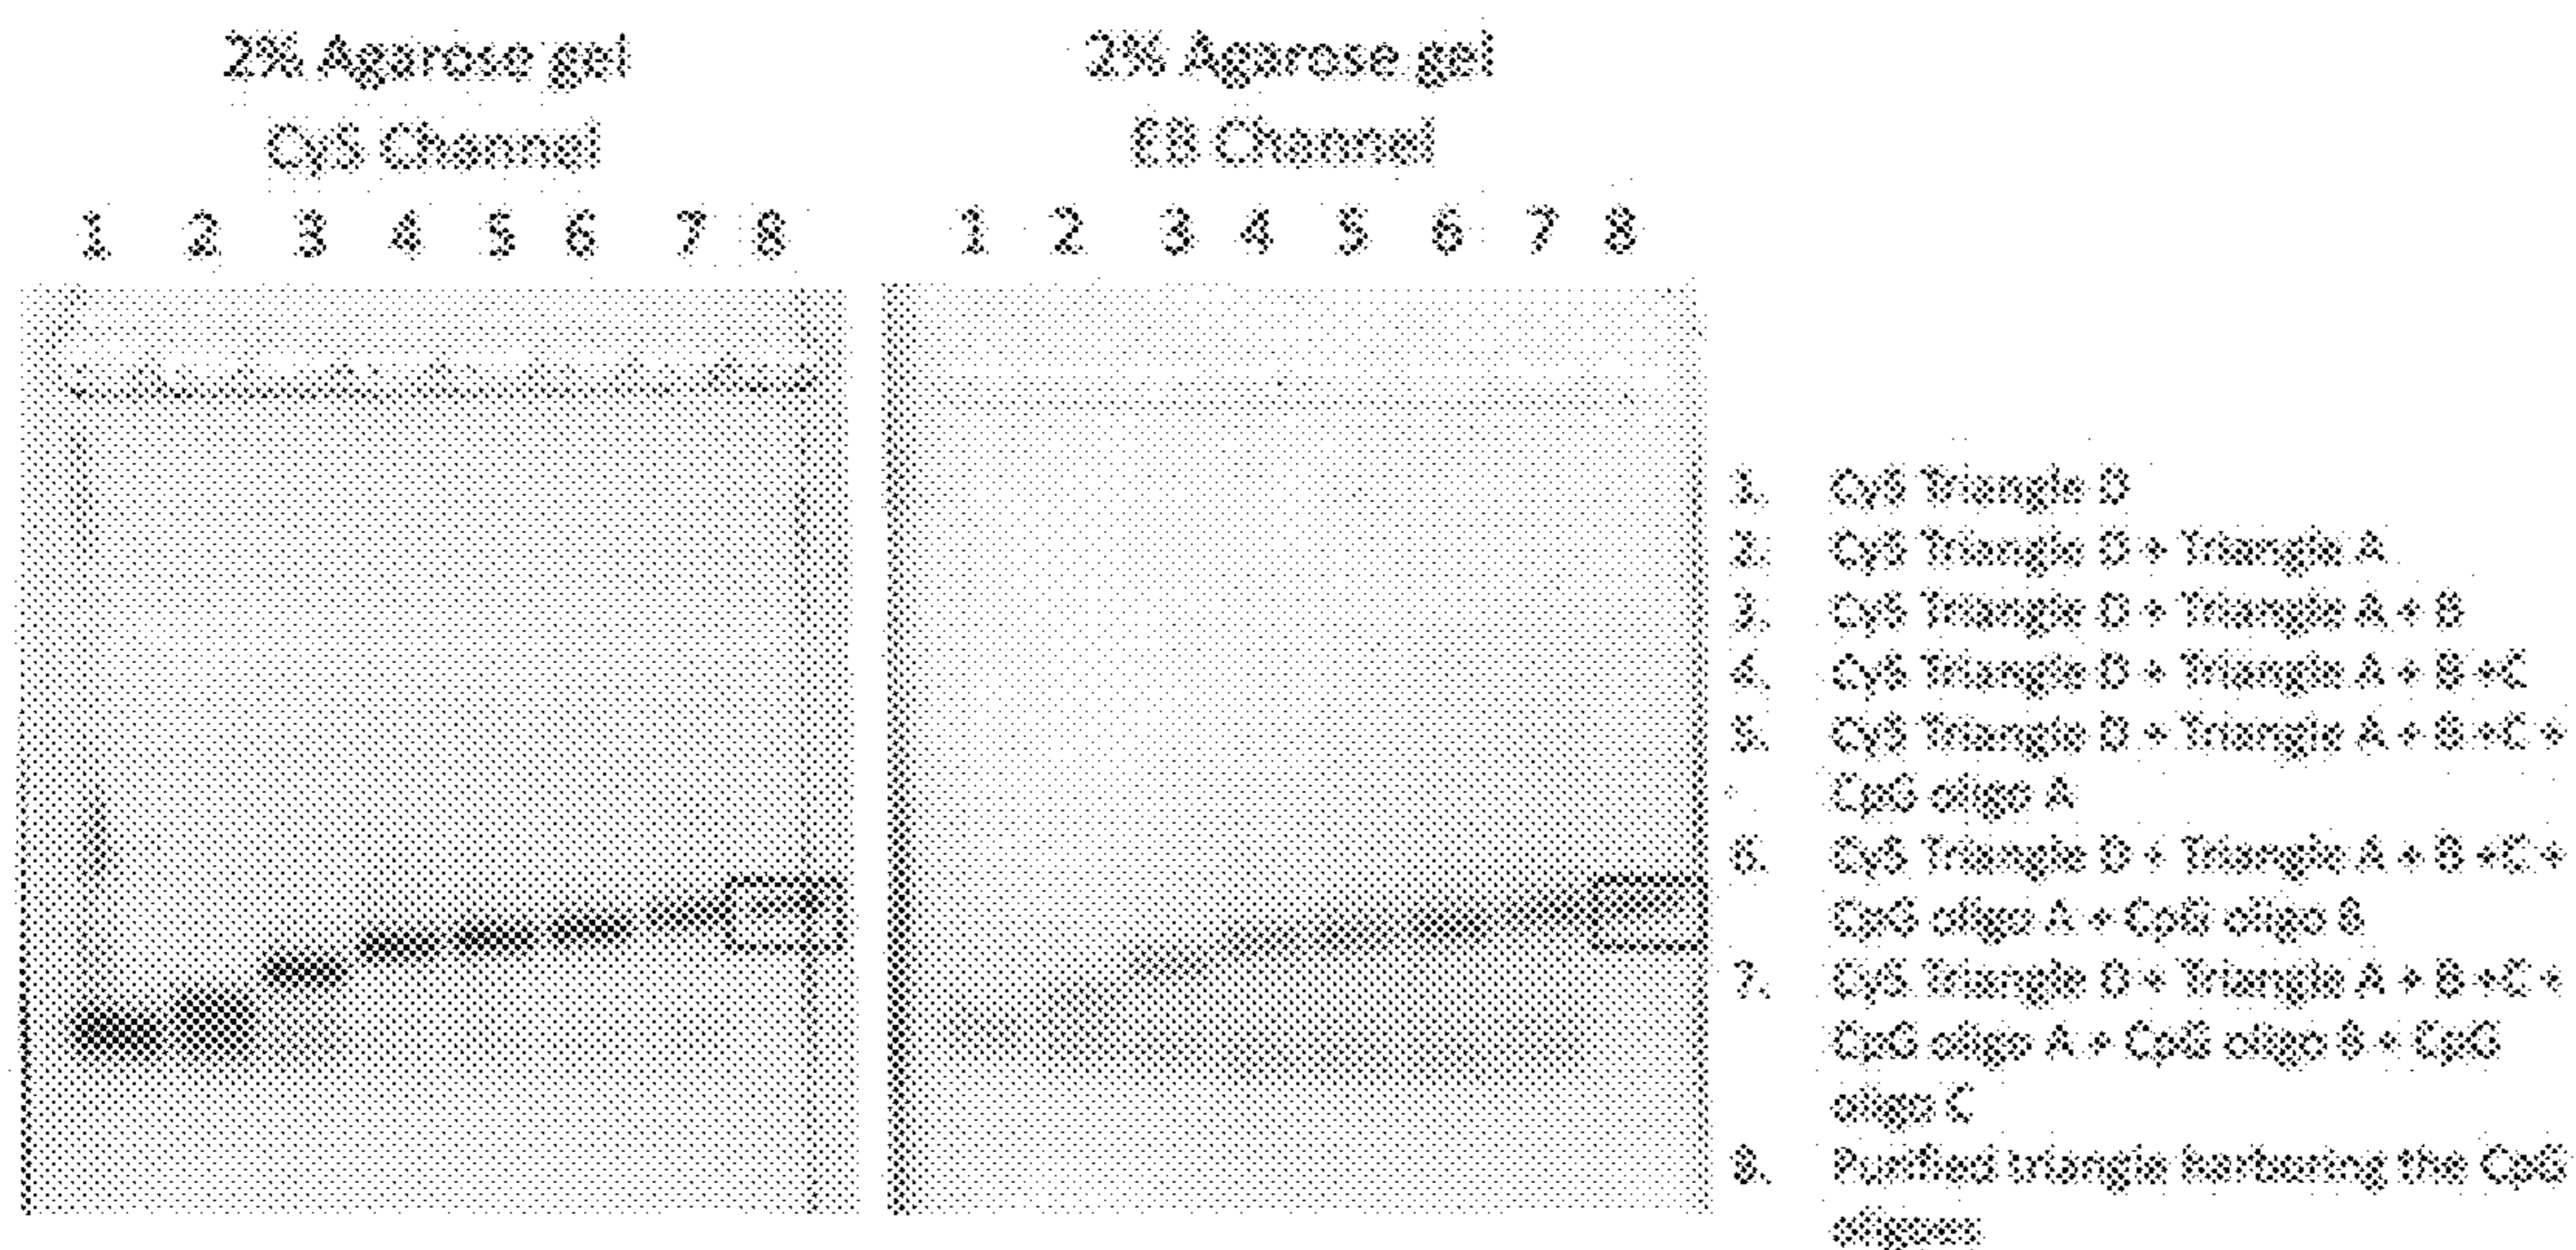 2% Agarose gel
Cy5 Channel
1 2 3 4 5 6 7 8
2% Agarose gel
EB Channel
1 2 3 4 5 6 7 8
1. Cy5 Triangle D
2. Cy5 Triangle D + Triangle A
3. Cy5 Triangle D + Triangle A + B
4. Cy5 Triangle D + Triangle A + B +C
5. Cy5 Triangle D + Triangle A + B +C +
CpG oligo A
6. Cy5 Triangle D + Triangle A + B +C +
CpG oligo A + CpG oligo B
7. Cy5 Triangle D + Triangle A + B +C +
CpG oligo A + CpG oligo B + CpG
oligo C
8. Purified triangle harburing the CpG
oligoes